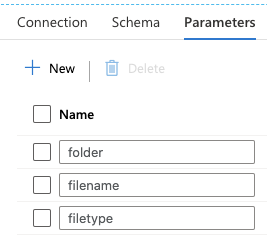 Connection Schema Parameters
New Delete
Name
folder
filename
filetype